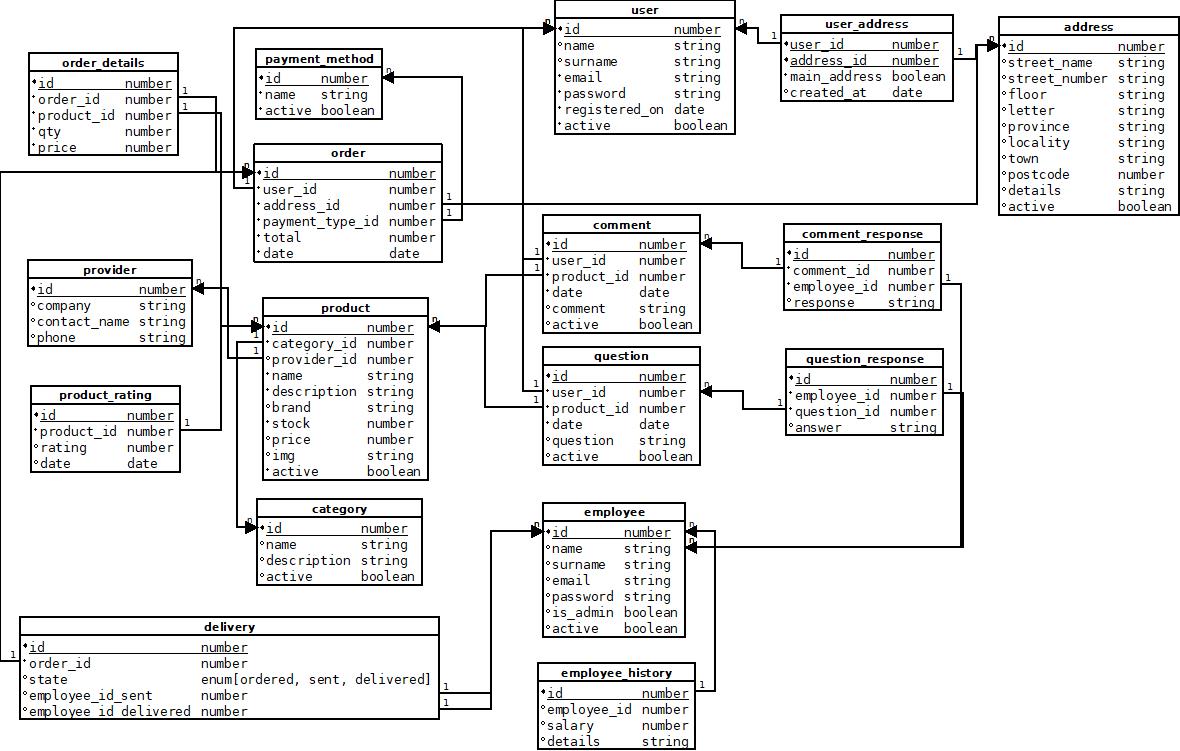 user
id number
name string
surname string
email string
password string
registered_on date
active boolean
user_address
user_id number
address_id number
main_address boolean
created_at date
address
id number
street_name string
street_number string
floor string
letter string
province string
locality string
town string
postcode number
details string
active boolean
order_details
id number
order_id number
product_id number
qty number
price number
payment_method
id number
name string
active boolean
order
id number
user_id number
address_id number
payment_type_id number
total number
date date
comment
id number
user_id number
product_id number
date date
comment string
active boolean
comment_response
id number
comment_id number
employee_id number
response string
provider
id number
company string
contact_name string
phone string
product
id number
category_id number
provider_id number
name string
description string
brand string
stock number
price number
img string
active boolean
question
id number
user_id number
product_id number
date date
question string
active boolean
question_response
id number
employee_id number
question_id number
answer string
product_rating
id number
product_id number
rating number
date date
category
id number
name string
description string
active boolean
employee
id number
name string
surname string
email string
password string
is_admin boolean
active boolean
delivery
id number
order_id number
state enum[ordered, sent, delivered]
employee_id_sent number
employee_id_delivered number
employee_history
id number
employee_id number
salary number
details string
n
n
1
1
n
1
1
n
n
1
1
1
1
n
1
1
n
1
n
n
1
1
n
1
1
n
1
1
1
n
n
n
n
1
1
1
1